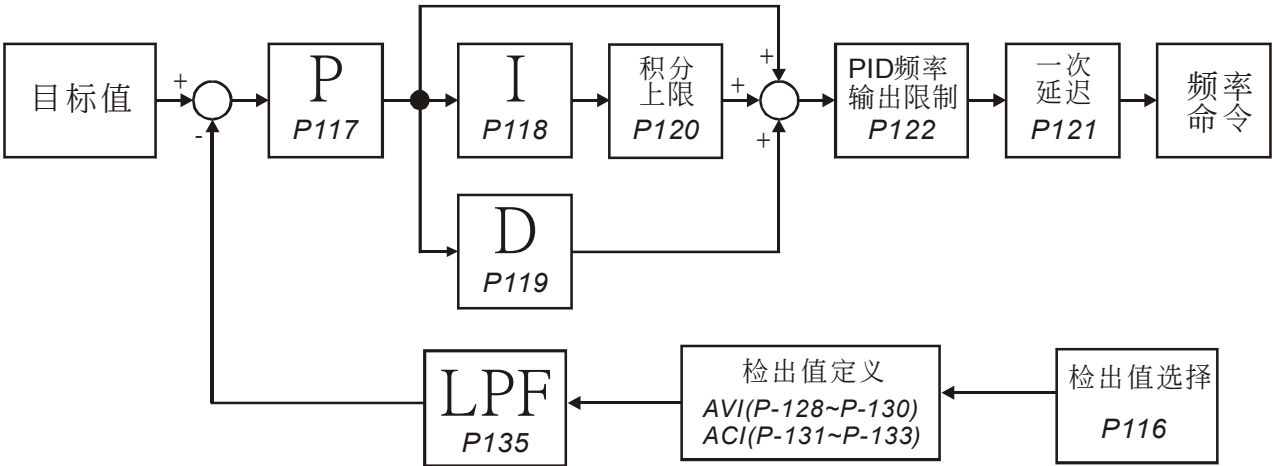 目标值
+
-
P
P117
I
P118
积分
上限
P120
D
P119
+
+
+
PID频率
输出限制
P122
一次
延迟
P121
频率
命令
LPF
P135
检出值定义
AVI(P-128~P-130)
ACI(P-131~P-133)
检出值选择
P116